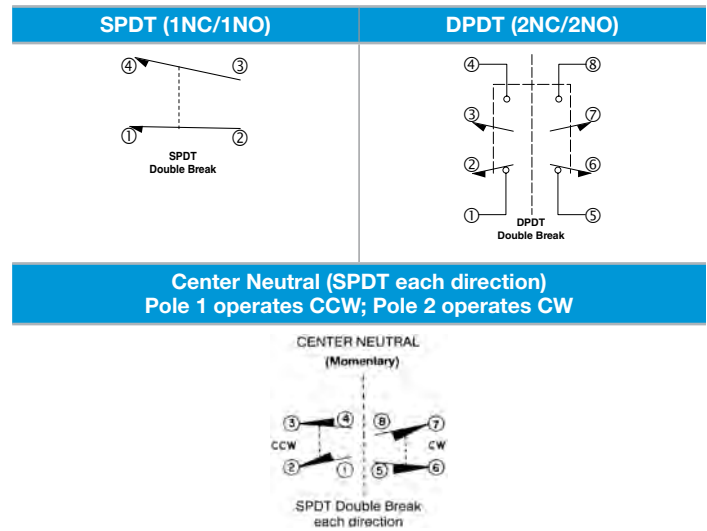 SPDT (1NC/1NO)
DPDT (2NC/2NO)
④ ③
① ②
SPDT
Double Break
④ ⑧
③ ⑦
② ⑥
① ⑤
DPDT
Double Break
Center Neutral (SPDT each direction)
Pole 1 operates CCW; Pole 2 operates CW
CENTER NEUTRAL
(Momentary)
③ ④ ⑧ ⑦
CCW CW
② ① ⑤ ⑥
SPDT Double Break
each direction